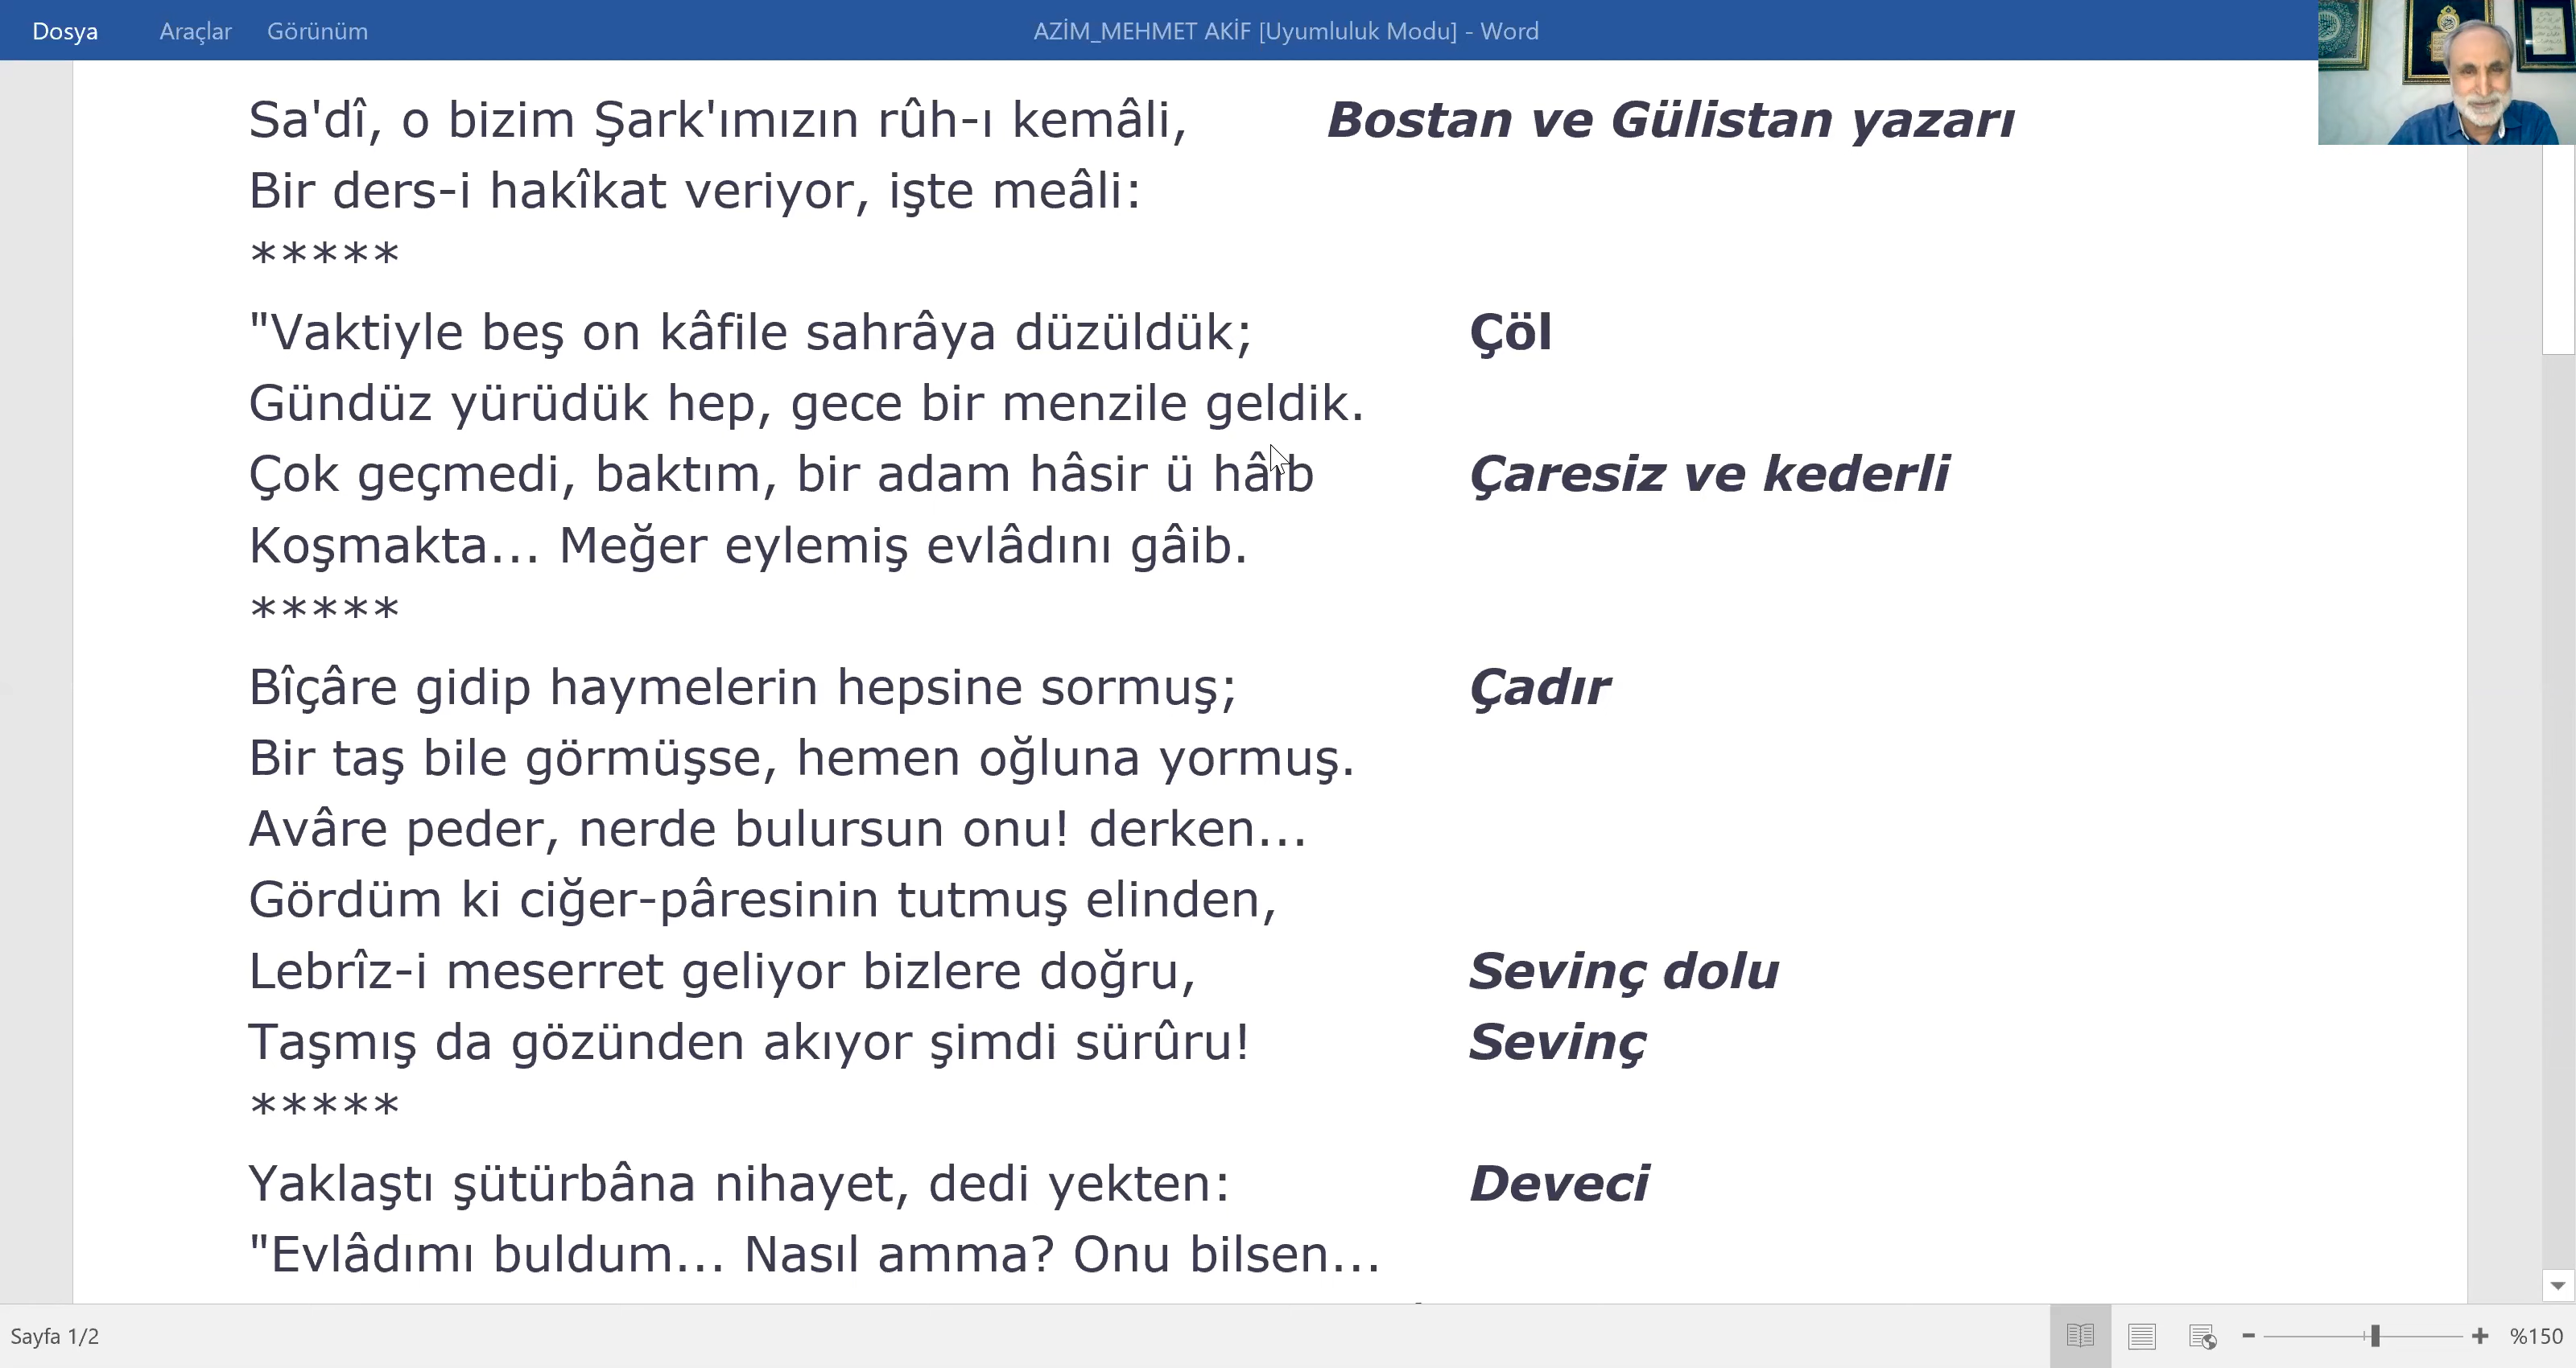 Dosya Araçlar Görünüm AZİM_MEHMET AKİF [Uyumluluk Modu] - Word
Sa'dî, o bizim Şark'ımızın rûh-ı kemâli, Bostan ve Gülistan yazarı
Bir ders-i hakîkat veriyor, işte meâli:
*****
"Vaktiyle beş on kâfile sahrâya düzüldük; Çöl
Gündüz yürüdük hep, gece bir menzile geldik.
Çok geçmedi, baktım, bir adam hâsir ü hâib Çaresiz ve kederli
Koşmakta... Meğer eylemiş evlâdını gâib.
*****
Bîçâre gidip haymelerin hepsine sormuş; Çadır
Bir taş bile görmüşse, hemen oğluna yormuş.
Avâre peder, nerde bulursun onu! derken...
Gördüm ki ciğer-pâresinin tutmuş elinden,
Lebrîz-i meserret geliyor bizlere doğru, Sevinç dolu
Taşmış da gözünden akıyor şimdi sürûru! Sevinç
*****
Yaklaştı şütürbâna nihayet, dedi yekten: Deveci
"Evlâdımı buldum... Nasıl amma? Onu bilsen...
Sayfa 1/2 %150